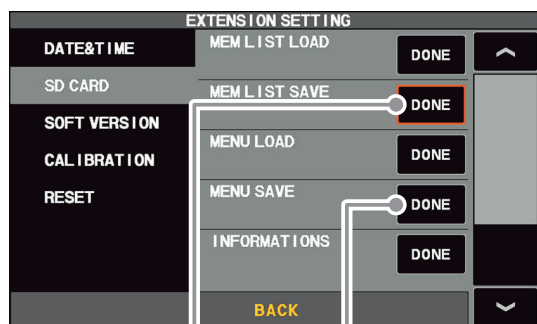 EXTENSION SETTING
DATE&TIME
SD CARD
SOFT VERSION
CALIBRATION
RESET
MEM LIST LOAD DONE
MEM LIST SAVE DONE
MENU LOAD DONE
MENU SAVE DONE
INFORMATIONS DONE
BACK